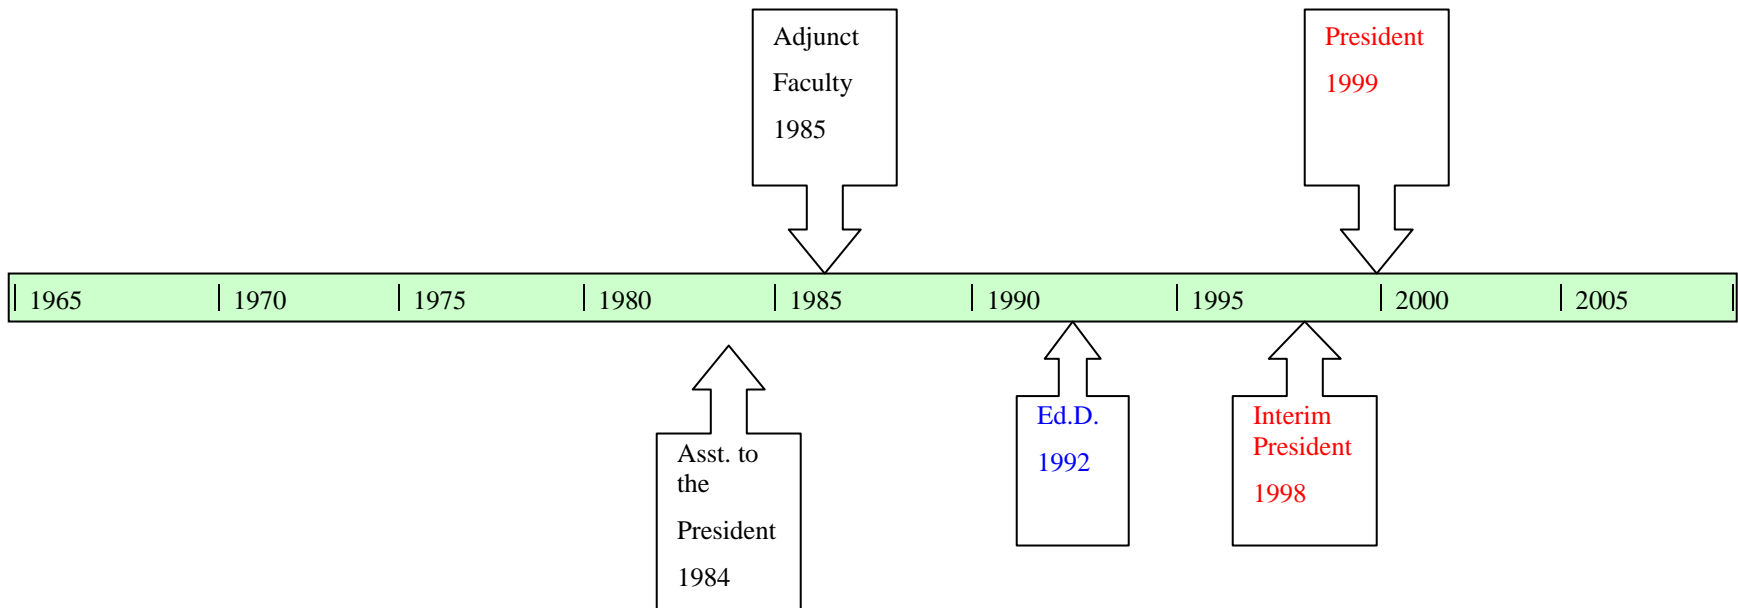 Adjunct
Faculty
1985
President
1999
1965 1970 1975 1980 1985 1990 1995 2000 2005
Asst. to
the
President
1984
Ed.D.
1992
Interim
President
1998